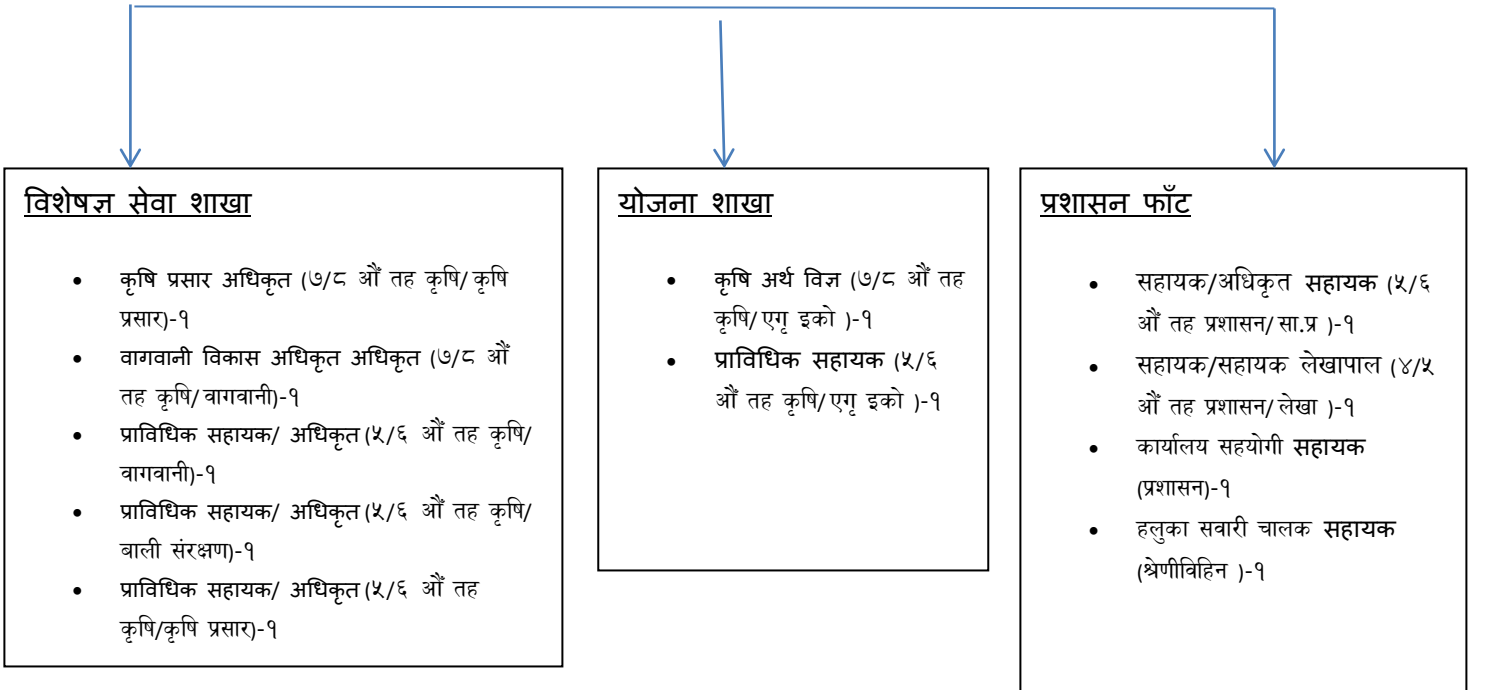 विशेषज्ञ सेवा शाखा
• कृषि प्रसार अधिकृत (७/८ औँ तह कृषि/ कृषि
प्रसार)-१
• वागवानी विकास अधिकृत अधिकृत (७/८ औँ
तह कृषि/ वागवानी)-१
• प्राविधिक सहायक/ अधिकृत (५/६ औँ तह कृषि/
वागवानी)-१
• प्राविधिक सहायक/ अधिकृत (५/६ औँ तह कृषि/
बाली संरक्षण)-१
• प्राविधिक सहायक/ अधिकृत (५/६ औँ तह
कृषि/कृषि प्रसार)-१
योजना शाखा
• कृषि अर्थ विज्ञ (७/८ औँ तह
कृषि/ एगृ इको )-१
• प्राविधिक सहायक (५/६
औँ तह कृषि/ एगृ इको )-१
प्रशासन फाँट
• सहायक/अधिकृत सहायक (५/६
औँ तह प्रशासन/ सा.प्र )-१
• सहायक/सहायक लेखापाल (४/५
औँ तह प्रशासन/ लेखा )-१
• कार्यालय सहयोगी सहायक
(प्रशासन)-१
• हलुका सवारी चालक सहायक
(श्रेणीविहिन )-१